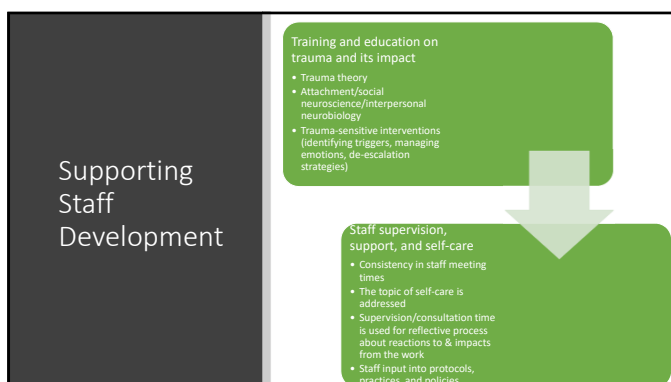 Supporting
Staff
Development
Training and education on
trauma and its impact
• Trauma theory
• Attachment/social
neuroscience/interpersonal
neurobiology
• Trauma-sensitive interventions
(identifying triggers, managing
emotions, de-escalation
strategies)
Staff supervision,
support, and self-care
• Consistency in staff meeting
times
• The topic of self-care is
addressed
• Supervision/consultation time
is used for reflective process
about reactions to & impacts
from the work
• Staff input into protocols,
practices, and policies